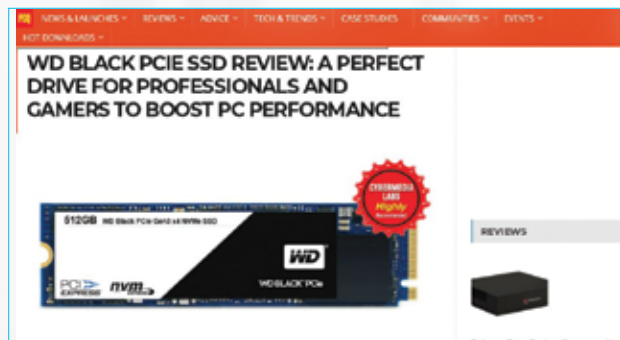 PCQ NEWS & LAUNCHES REVIEWS ADVICE TECH & TRENDS CASE STUDIES COMMUNITIES EVENTS
HOT DOWNLOADS
WD BLACK PCIE SSD REVIEW: A PERFECT
DRIVE FOR PROFESSIONALS AND
GAMERS TO BOOST PC PERFORMANCE
CYBERMEDIA
LABS
Highly
Recommended
512GB WD Black PCIe Gen3 x4 NVMe SSD
WD
PCI
EXPRESS
nvm
WD BLACK PCIe
REVIEWS